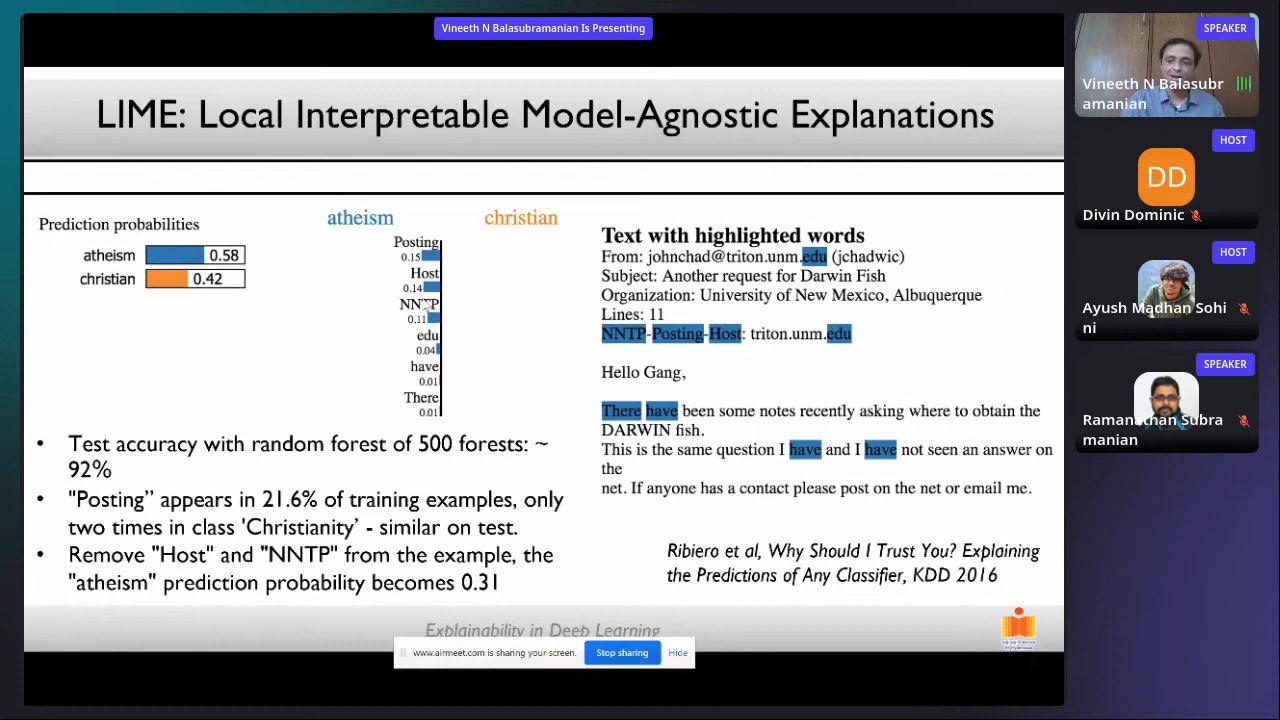 Vineeth N Balasubramanian Is Presenting
LIME: Local Interpretable Model-Agnostic Explanations
Prediction probabilities
atheism 0.58
christian 0.42
atheism christian
Posting
0.15
Host
0.14
NNTP
0.11
edu
0.04
have
0.01
There
0.01
Text with highlighted words
From: johnchad@triton.unm.edu (jchadwic)
Subject: Another request for Darwin Fish
Organization: University of New Mexico, Albuquerque
Lines: 11
NNTP-Posting-Host: triton.unm.edu
Hello Gang,
There have been some notes recently asking where to obtain the
DARWIN fish.
This is the same question I have and I have not seen an answer on
the
net. If anyone has a contact please post on the net or email me.
• Test accuracy with random forest of 500 forests: ~
92%
• "Posting” appears in 21.6% of training examples, only
two times in class 'Christianity’ - similar on test.
• Remove "Host" and "NNTP" from the example, the
"atheism" prediction probability becomes 0.31
Ribiero et al, Why Should I Trust You? Explaining
the Predictions of Any Classifier, KDD 2016
Explainability in Deep Learning
www.airmeet.com is sharing your screen. Stop sharing Hide
SPEAKER
Vineeth N Balasubr
amanian
HOST
DD
Divin Dominic
HOST
Ayush Madhan Sohi
ni
SPEAKER
Ramanathan Subra
manian